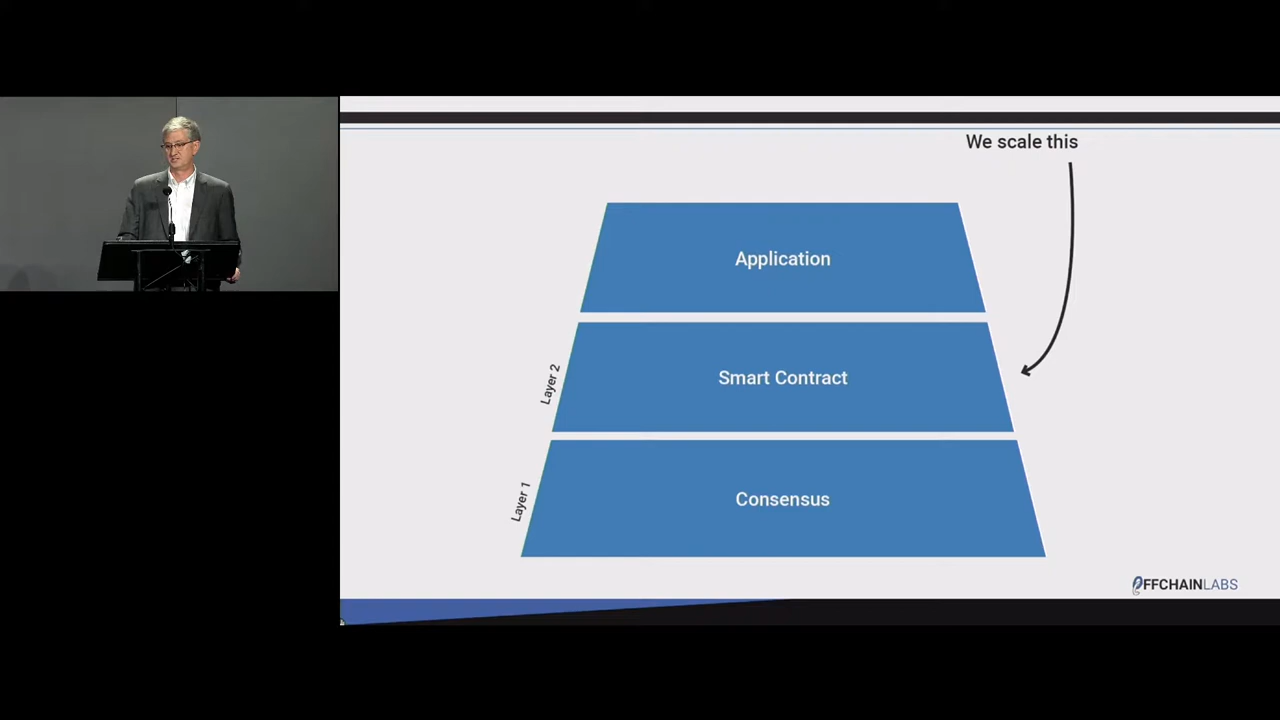 We scale this
Application
Layer 2
Smart Contract
Layer 1
Consensus
OFFCHAINLABS